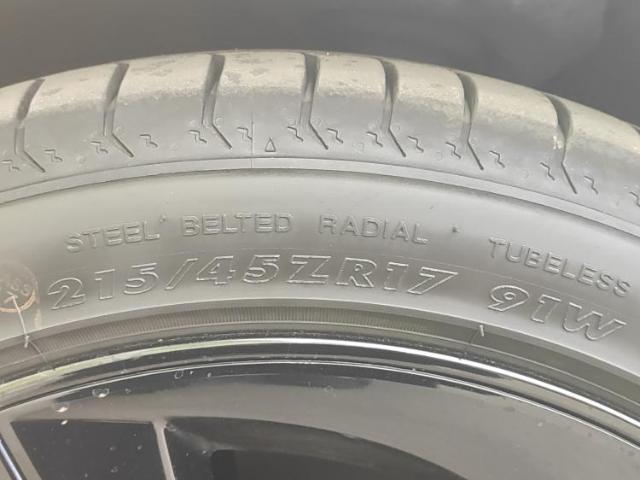 STEEL BELTED RADIAL TUBELESS
215/45ZR17 91W